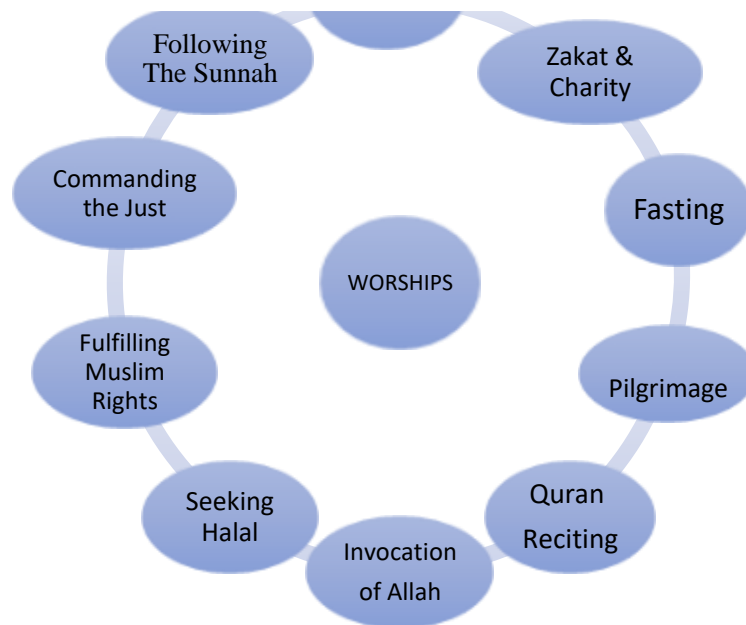 Following
The Sunnah
Zakat &
Charity
Commanding
the Just
Fasting
WORSHIPS
Fulfilling
Muslim
Rights
Pilgrimage
Seeking
Halal
Quran
Reciting
Invocation
of Allah